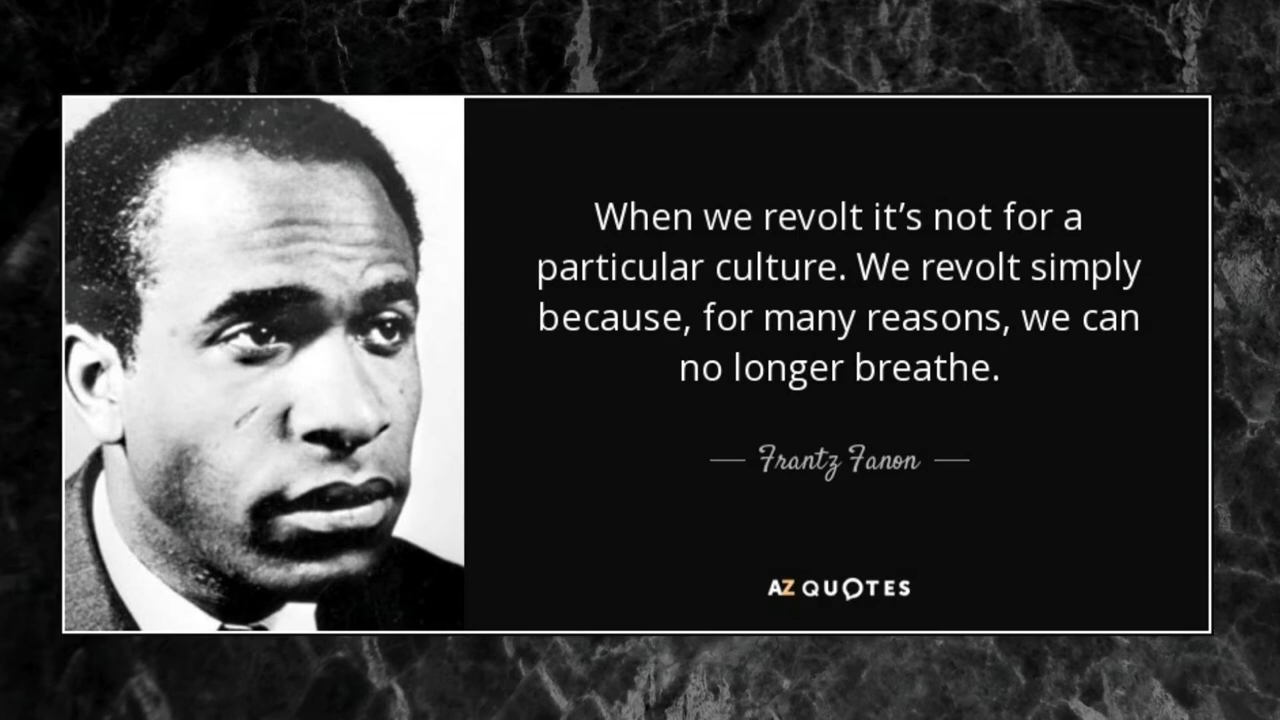 When we revolt it’s not for a
particular culture. We revolt simply
because, for many reasons, we can
no longer breathe.
Frantz Fanon
AZ QUOTES